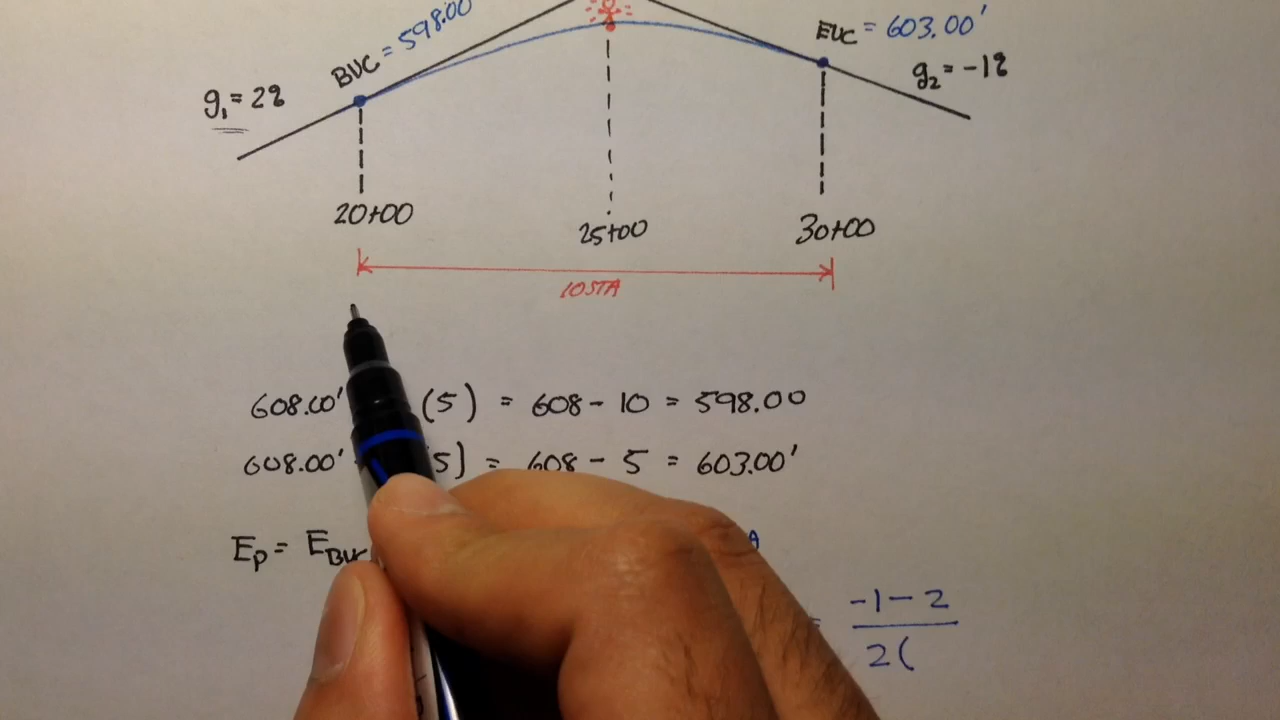 BVC = 598.00
EVC = 603.00'
g₁ = 2%
g₂ = -1%
20+00
25+00
30+00
10STA
608.00' (5) = 608 - 10 = 598.00
608.00' 5) = 608 - 5 = 603.00'
Ep = EBVC
= -1-2
2(